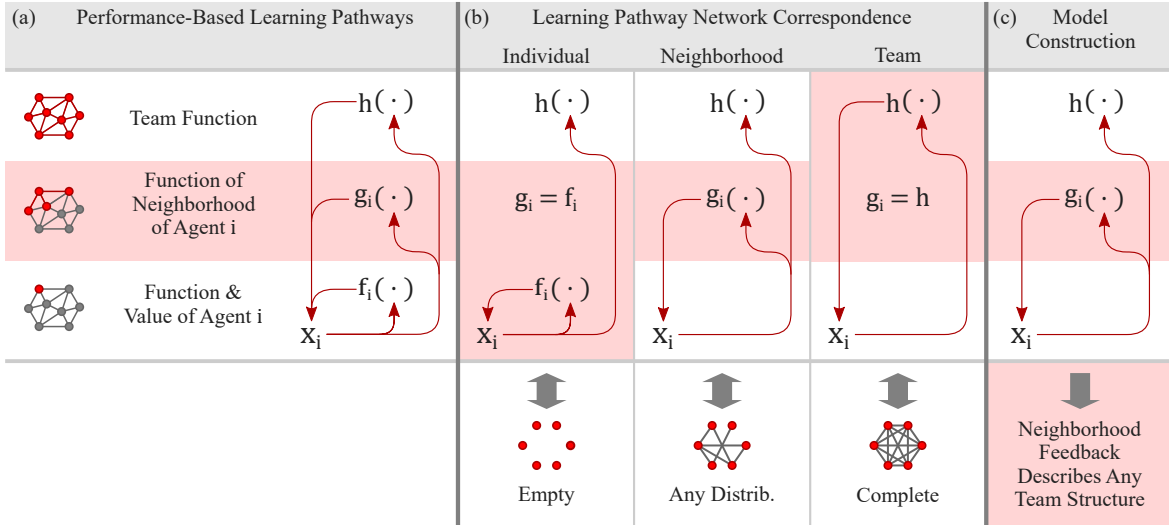 (a) Performance-Based Learning Pathways
(b) Learning Pathway Network Correspondence
Individual Neighborhood Team
(c) Model
Construction
Team Function
h(·) h(·) h(·) h(·) h(·)
Function of
Neighborhood
of Agent i
gᵢ(·) gᵢ = fᵢ gᵢ(·) gᵢ = h gᵢ(·)
Function &
Value of Agent i
fᵢ(·) fᵢ(·)
xᵢ xᵢ xᵢ xᵢ xᵢ
Empty Any Distrib. Complete
Neighborhood
Feedback
Describes Any
Team Structure